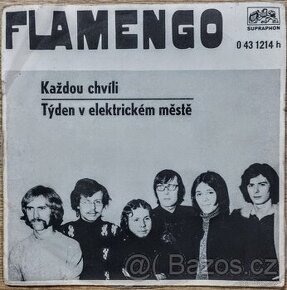 FLAMENGO
SUPRAPHON
0 43 1214 h
Každou chvíli
Týden v elektrickém městě
Bazos.cz